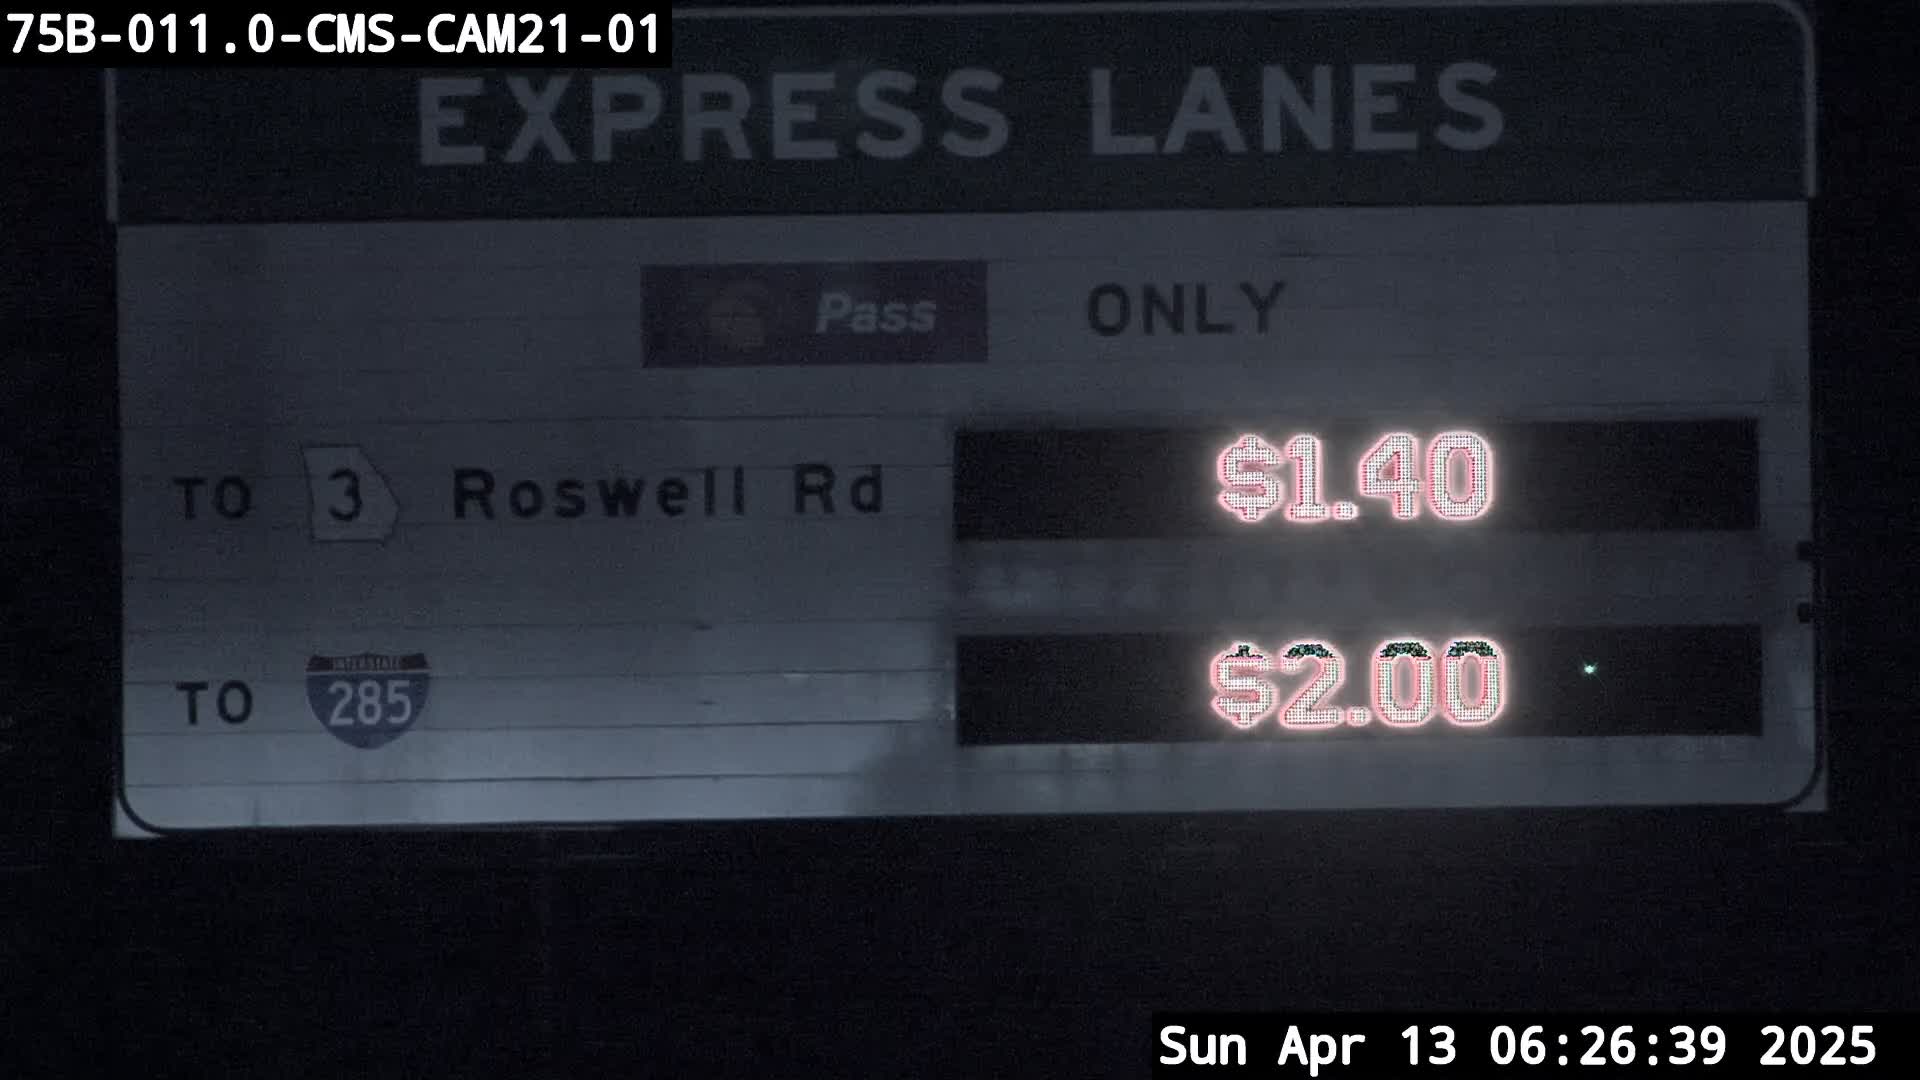 75B-011.0-CMS-CAM21-01
EXPRESS LANES
Pass ONLY
TO 3 Roswell Rd $1.40
TO INTERSTATE 285 $2.00
Sun Apr 13 06:26:39 2025